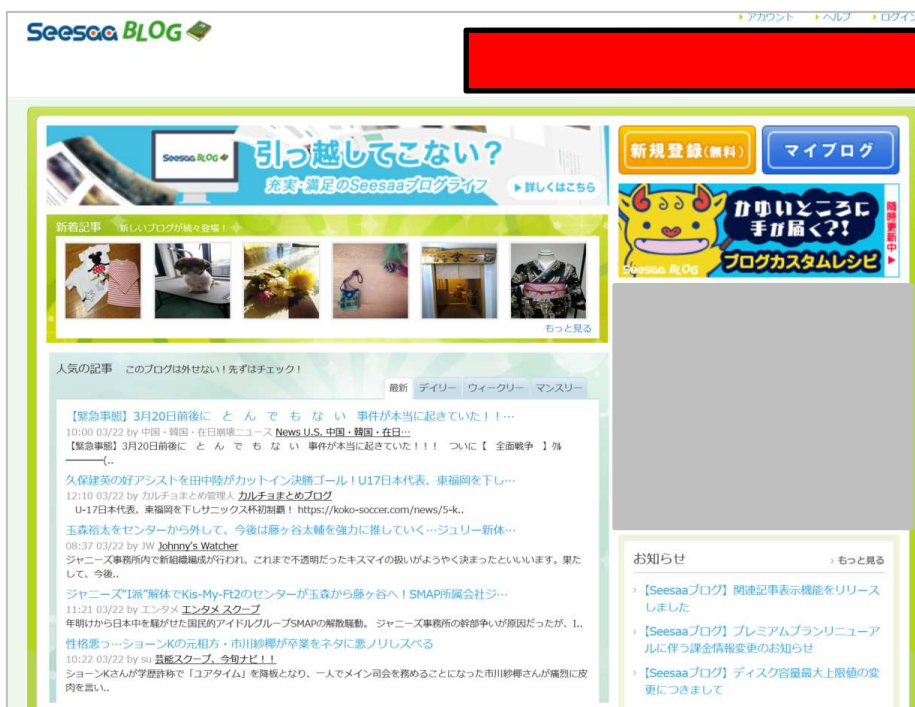 Seesaa BLOG
アカウント ヘルプ ログイン
Seesaa BLOG
引っ越してこない？
充実・満足のSeesaaブログライフ
詳しくはこちら
新規登録(無料)
マイブログ
かゆいところに
手が届く?!
ブログカスタムレシピ
随時更新中
Seesaa BLOG
新着記事 新しいブログが続々登場！
もっと見る
人気の記事 このブログは外せない！先ずはチェック！
最新 デイリー ウィークリー マンスリー
【緊急事態】3月20日前後に と ん で も な い 事件が本当に起きていた！！…
10:00 03/22 by 中国・韓国・在日崩壊ニュース News U.S. 中国・韓国・在日…
【緊急事態】3月20日前後に と ん で も な い 事件が本当に起きていた！！！ ついに【 全面戦争 】
━━━(..
久保建英の好アシストを田中陸がカットイン決勝ゴール！U17日本代表、東福岡を下し…
12:10 03/22 by カルチョまとめ管理人 カルチョまとめブログ
U-17日本代表、東福岡を下しサニックス杯初制覇！ https://koko-soccer.com/news/5-k..
玉森裕太をセンターから外して、今後は藤ヶ谷太輔を強力に推していく…ジュリー新体…
08:37 03/22 by JW Johnny's Watcher
ジャニーズ事務所内で新組織編成が行われ、これまで不透明だったキスマイの扱いがようやく決まったといいいます。果た
して、今後..
ジャニーズ"I派"解体でKis-My-Ft2のセンターが玉森から藤ヶ谷へ！SMAP所属会社ジ…
11:21 03/22 by エンタメ エンタメ スクープ
年明けから日本中を騒がせた国民的アイドルグループSMAPの解散騒動。 ジャニーズ事務所の幹部争いが原因だったが、I..
性格悪っ…ショーンKの元相方・市川紗椰が卒業をネタに悪ノリしスベる
10:22 03/22 by su 芸能スクープ、今旬ナビ！！
ショーンKさんが学歴詐称で「ユアタイム」を降板となり、一人でメイン司会を務めることになった市川紗椰さんが痛烈に皮
肉を言い..
お知らせ もっと見る
【Seesaaブログ】関連記事表示機能をリリース
しました
【Seesaaブログ】プレミアムプランリニューア
ルに伴う課金情報変更のお知らせ
【Seesaaブログ】ディスク容量最大上限値の変
更につきまして